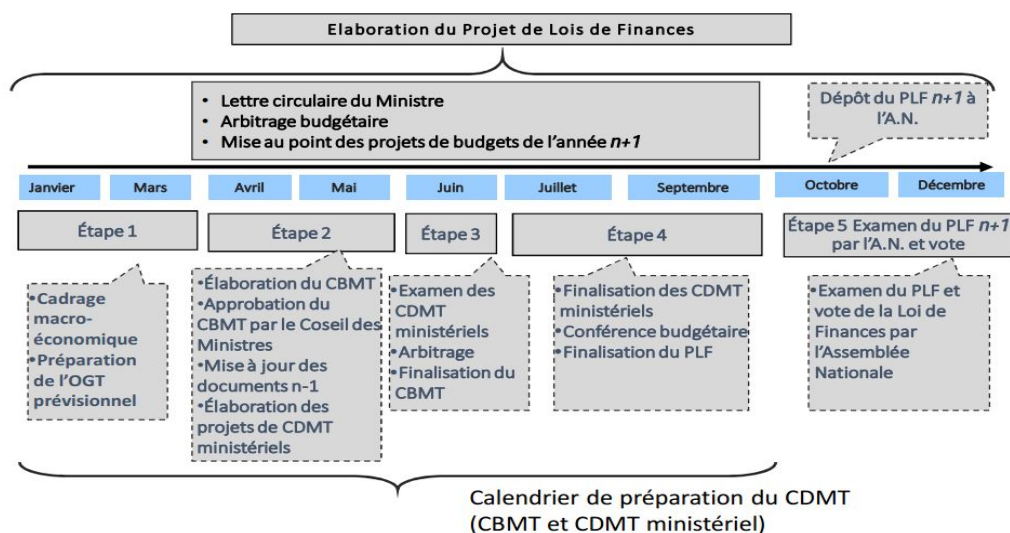 Elaboration du Projet de Lois de Finances
• Lettre circulaire du Ministre
• Arbitrage budgétaire
• Mise au point des projets de budgets de l'année n+1
Dépôt du PLF n+1 à
l'A.N.
Janvier Mars Avril Mai Juin Juillet Septembre Octobre Décembre
Étape 1
Étape 2
Étape 3
Étape 4
Étape 5 Examen du PLF n+1
par l'A.N. et vote
•Cadrage
macro-
économique
•Préparation
de l'OGT
prévisionnel
•Élaboration du CBMT
•Approbation du
CBMT par le Coseil des
Ministres
•Mise à jour des
documents n-1
•Élaboration des
projets de CDMT
ministériels
•Examen des
CDMT
ministériels
•Arbitrage
•Finalisation du
CBMT
•Finalisation des CDMT
ministériels
•Conférence budgétaire
•Finalisation du PLF
•Examen du PLF et
vote de la Loi de
Finances par
l'Assemblée
Nationale
Calendrier de préparation du CDMT
(CBMT et CDMT ministériel)